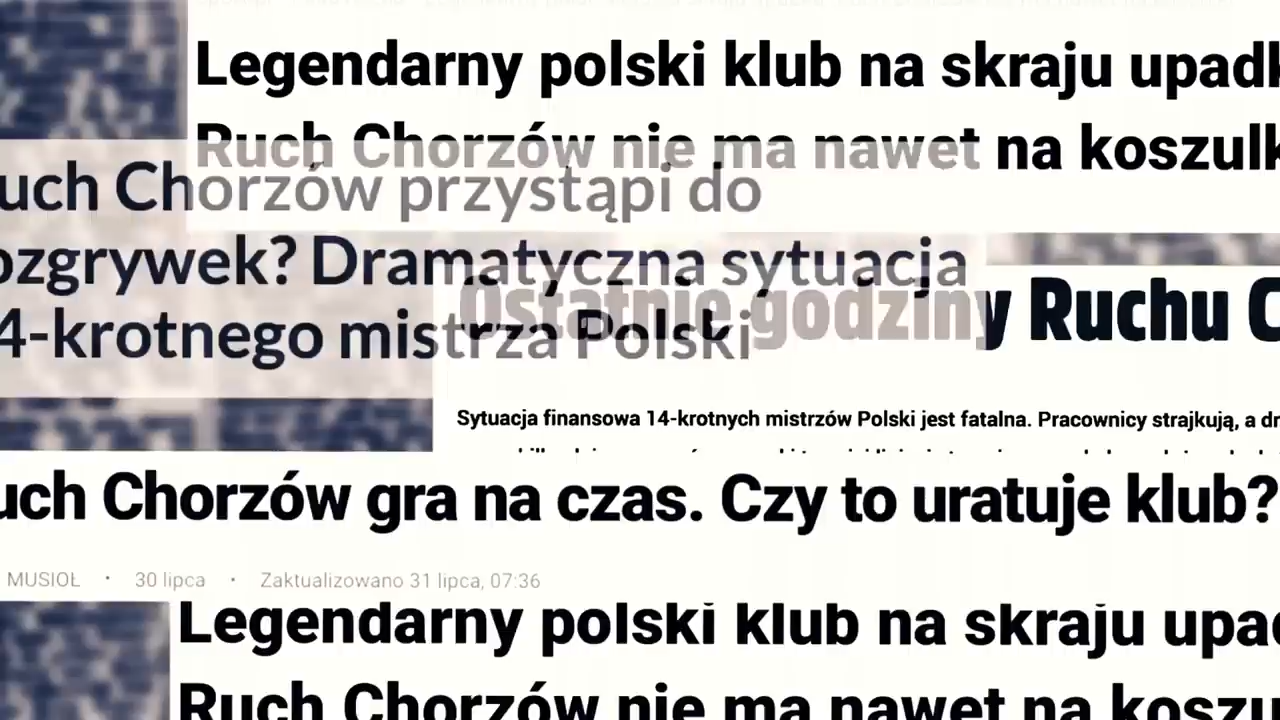 Legendarny polski klub na skraju upadk
Ruch Chorzów nie ma nawet na koszulk
uch Chorzów przystąpi do
ozgrywek? Dramatyczna sytuacja
4-krotnego mistrza Polski
Ostatnie godziny Ruchu C
Sytuacja finansowa 14-krotnych mistrzów Polski jest fatalna. Pracownicy strajkują, a dr
uch Chorzów gra na czas. Czy to uratuje klub?
MUSIOŁ • 30 lipca • Zaktualizowano 31 lipca, 07:36
Legendarny polski klub na skraju upad
Ruch Chorzów nie ma nawet na koszu